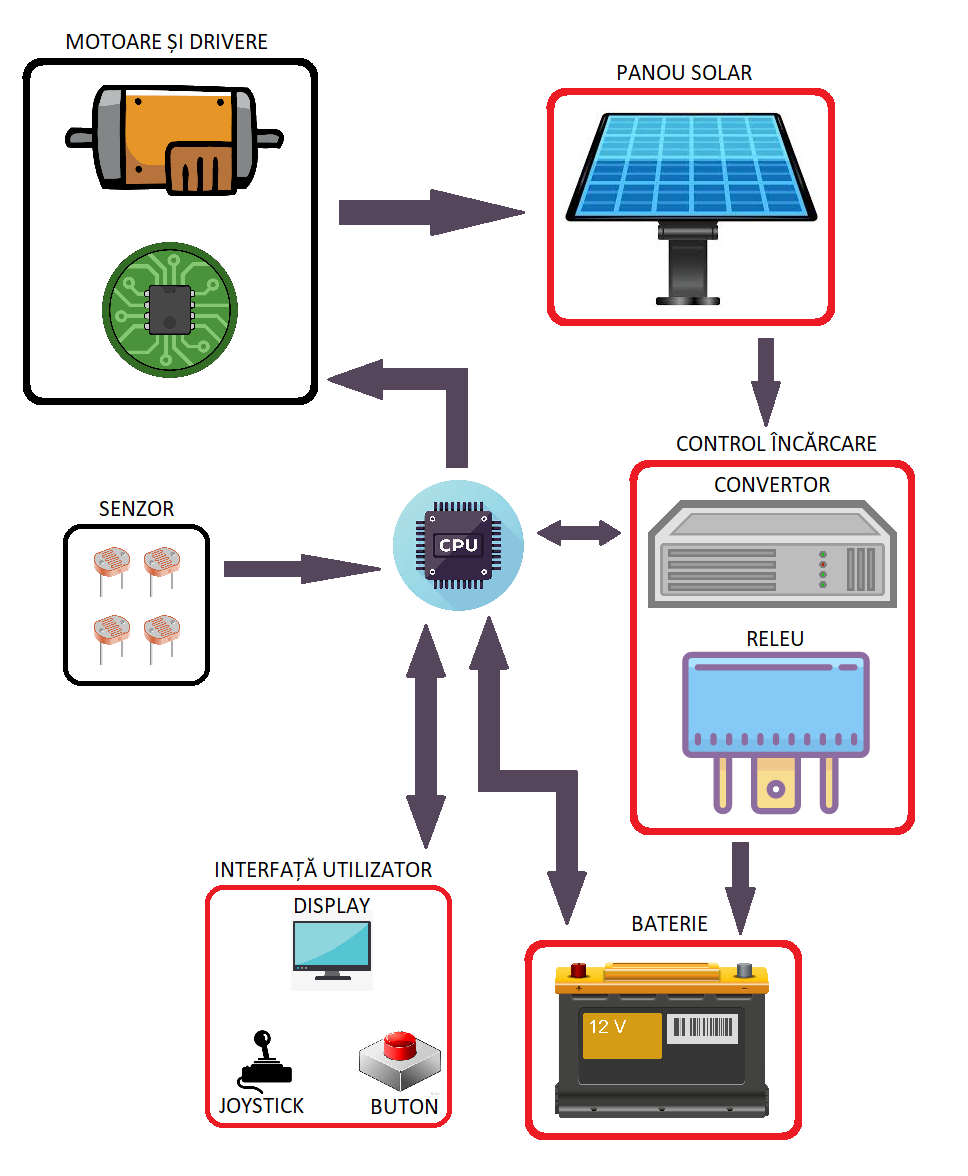 MOTOARE ȘI DRIVERE
PANOU SOLAR
CONTROL ÎNCĂRCARE
CONVERTOR
SENZOR
CPU
RELEU
INTERFAȚĂ UTILIZATOR
DISPLAY
BATERIE
+
−
12 V
JOYSTICK
BUTON